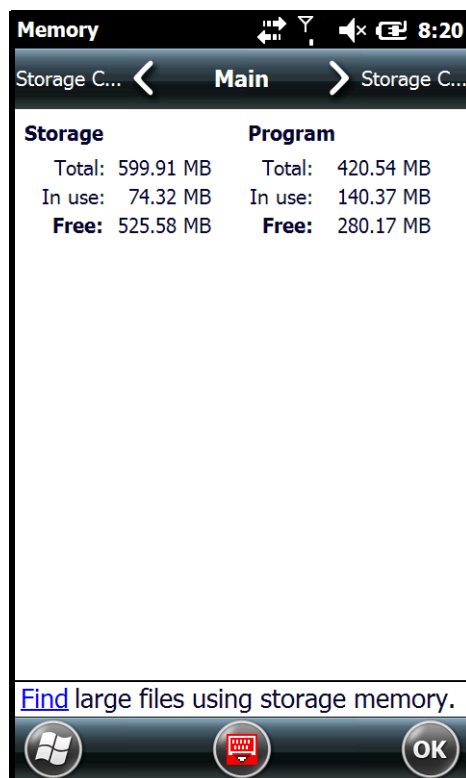 Memory 8:20
Storage C... Main Storage C...
Storage Program
Total: 599.91 MB Total: 420.54 MB
In use: 74.32 MB In use: 140.37 MB
Free: 525.58 MB Free: 280.17 MB
Find large files using storage memory.
OK